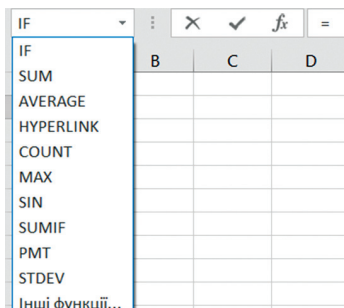 IF fx =
B C D
IF
SUM
AVERAGE
HYPERLINK
COUNT
MAX
SIN
SUMIF
PMT
STDEV
Інші функції...